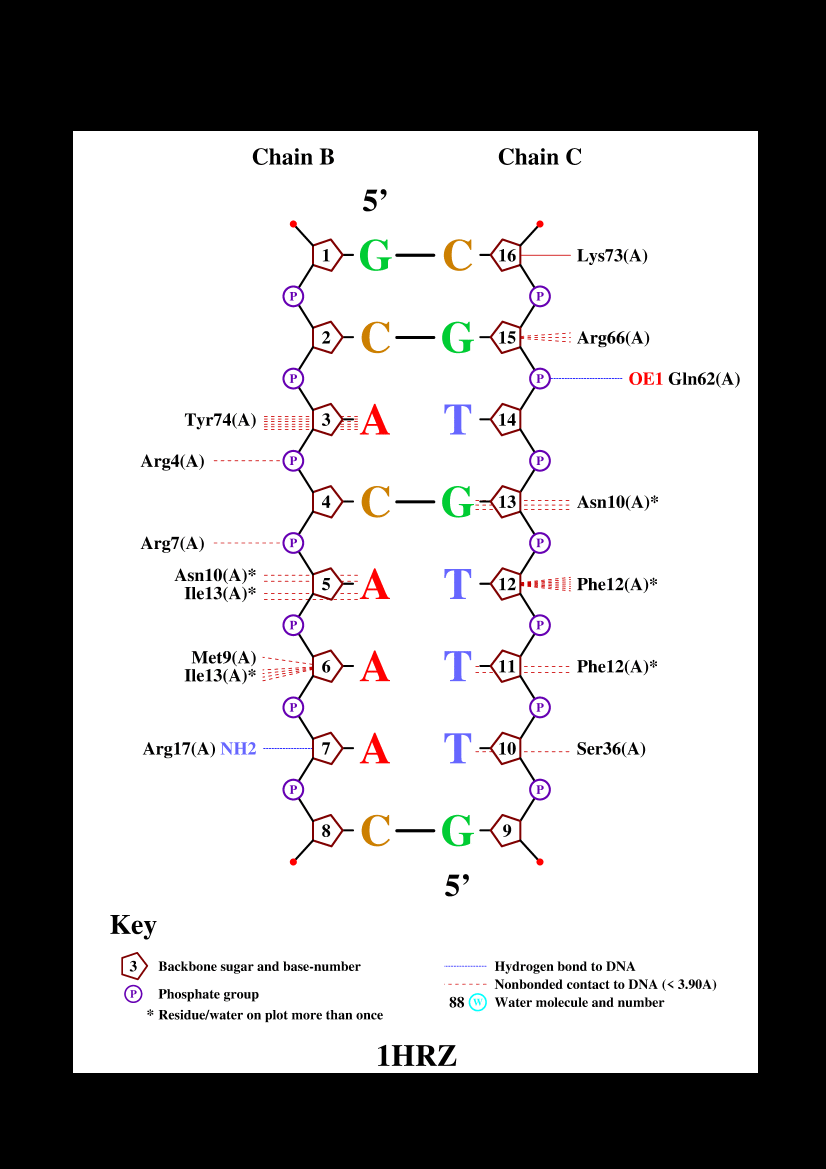 Chain B Chain C
5’
1 G C 16 Lys73(A)
P P
2 C G 15 Arg66(A)
P P OE1 Gln62(A)
Tyr74(A) 3 A T 14
Arg4(A) P P
4 C G 13 Asn10(A)*
Arg7(A) P P
Asn10(A)*
Ile13(A)* 5 A T 12 Phe12(A)*
P P
Met9(A)
Ile13(A)* 6 A T 11 Phe12(A)*
P P
Arg17(A) NH2 7 A T 10 Ser36(A)
P P
8 C G 9
5’
Key
3 Backbone sugar and base-number
P Phosphate group
* Residue/water on plot more than once
Hydrogen bond to DNA
Nonbonded contact to DNA (< 3.90A)
88 W Water molecule and number
1HRZ